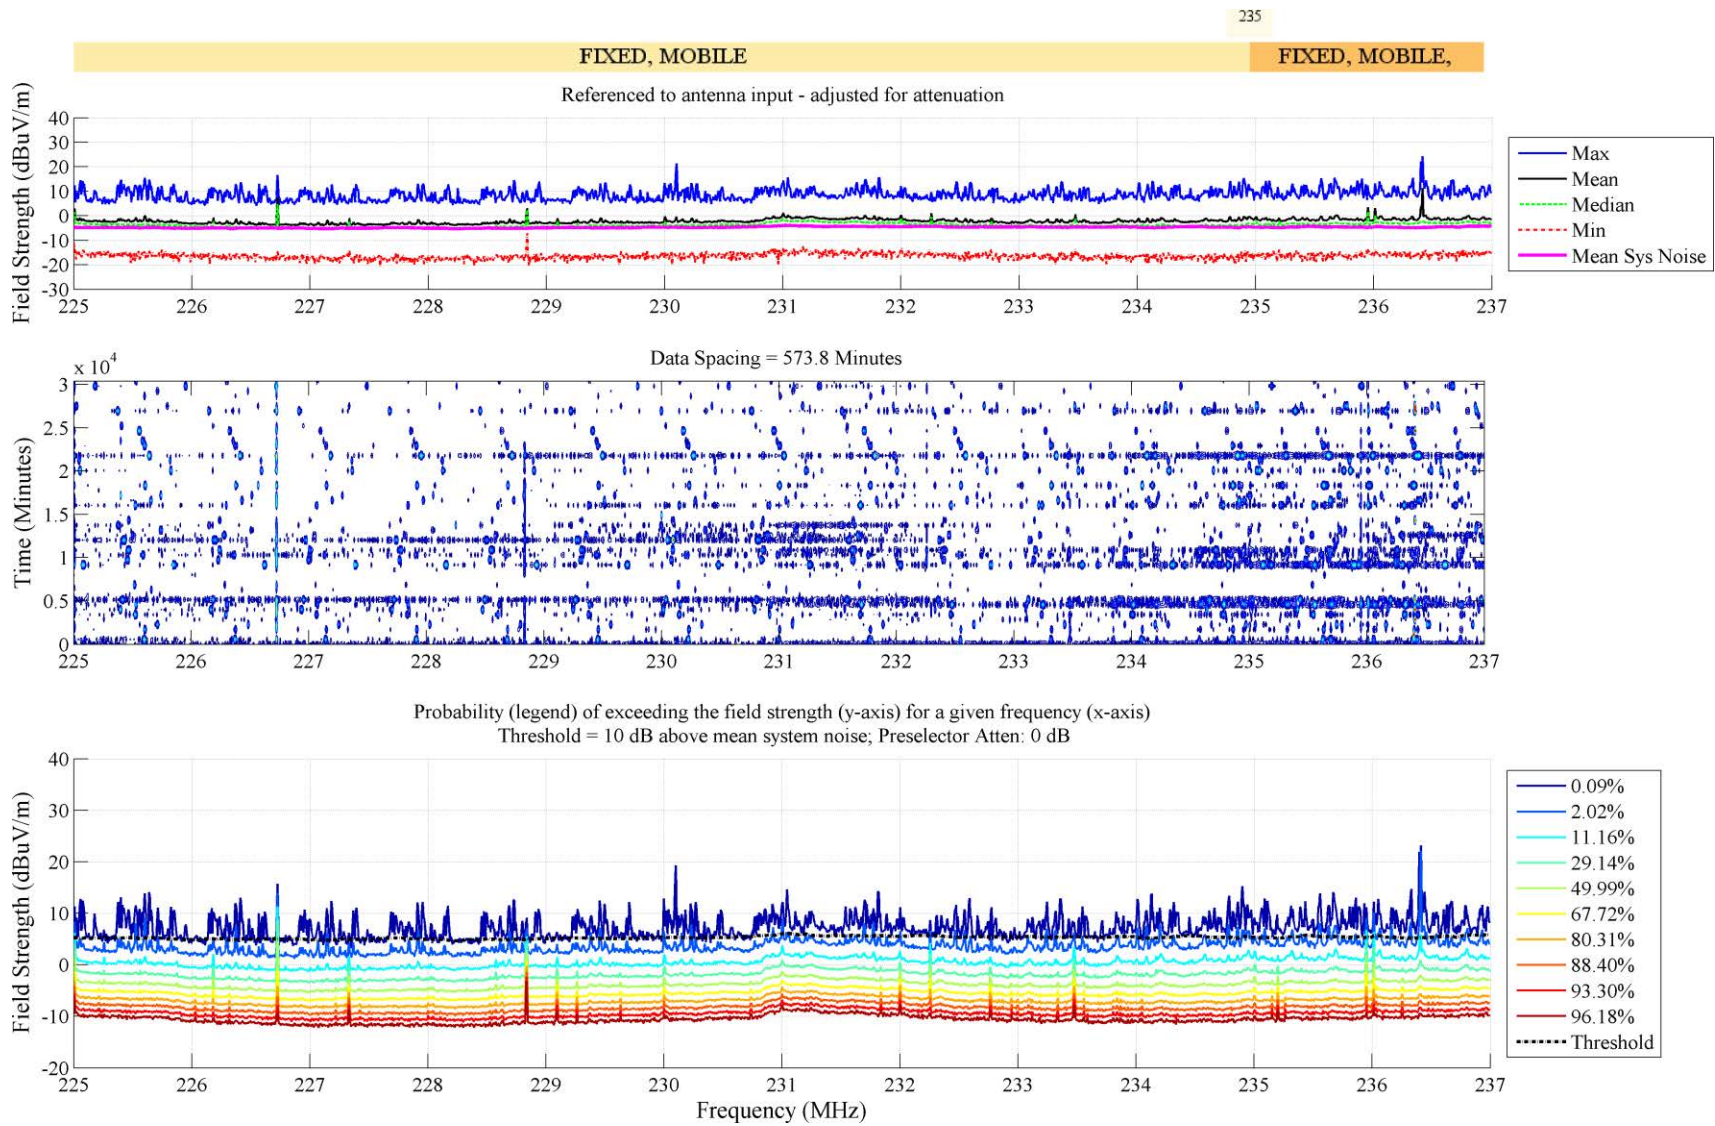 235
FIXED, MOBILE FIXED, MOBILE,
Referenced to antenna input - adjusted for attenuation
Field Strength (dBuV/m)
40
30
20
10
0
-10
-20
-30
225 226 227 228 229 230 231 232 233 234 235 236 237
Max
Mean
Median
Min
Mean Sys Noise
x 10^4
Data Spacing = 573.8 Minutes
Time (Minutes)
3
2.5
2
1.5
1
0.5
0
225 226 227 228 229 230 231 232 233 234 235 236 237
Probability (legend) of exceeding the field strength (y-axis) for a given frequency (x-axis)
Threshold = 10 dB above mean system noise; Preselector Atten: 0 dB
Field Strength (dBuV/m)
40
30
20
10
0
-10
-20
225 226 227 228 229 230 231 232 233 234 235 236 237
Frequency (MHz)
0.09%
2.02%
11.16%
29.14%
49.99%
67.72%
80.31%
88.40%
93.30%
96.18%
Threshold